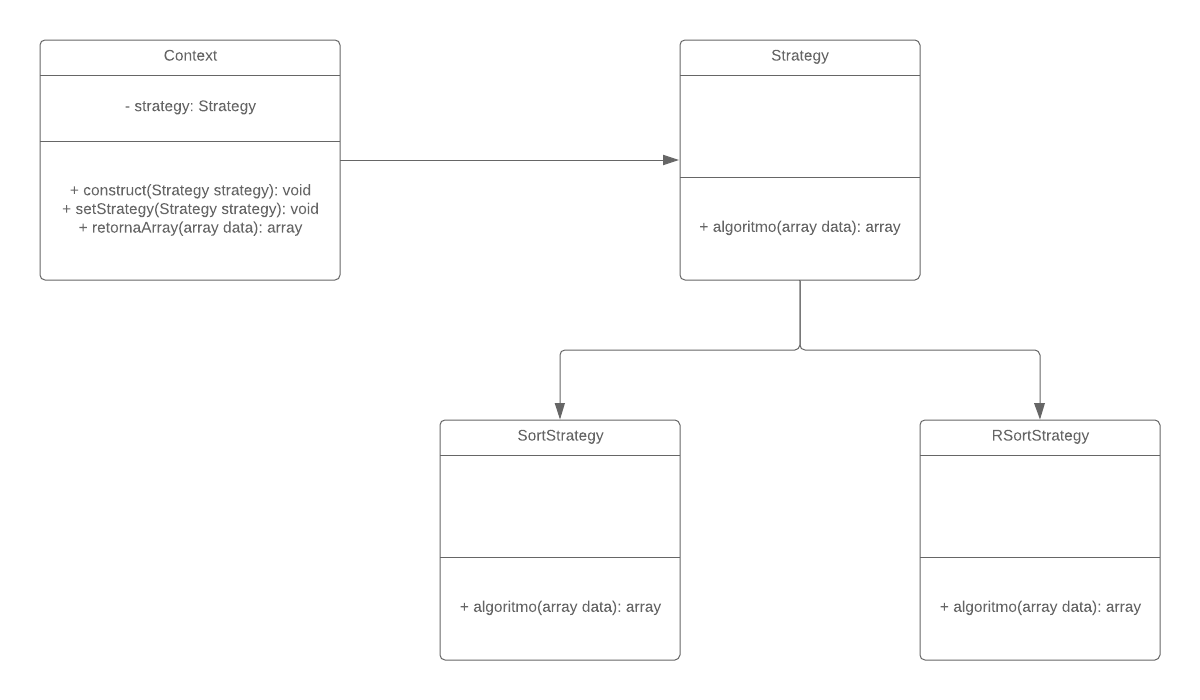 Context
- strategy: Strategy
+ construct(Strategy strategy): void
+ setStrategy(Strategy strategy): void
+ retornaArray(array data): array
Strategy
+ algoritmo(array data): array
SortStrategy
+ algoritmo(array data): array
RSortStrategy
+ algoritmo(array data): array